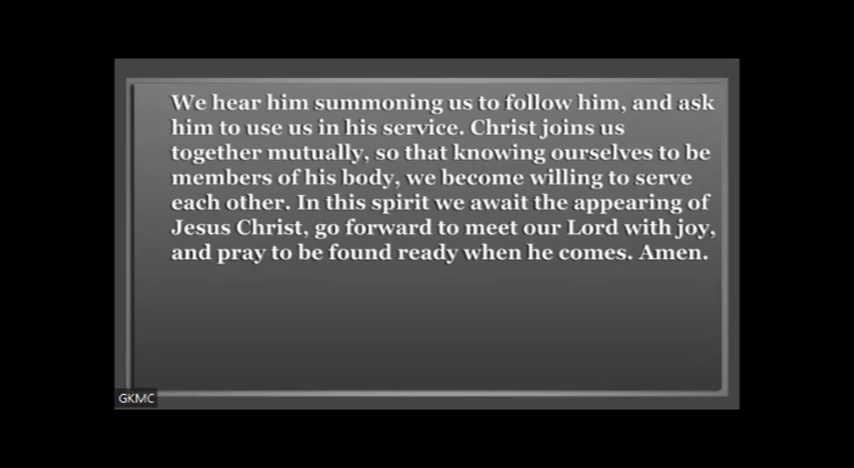 We hear him summoning us to follow him, and ask
him to use us in his service. Christ joins us
together mutually, so that knowing ourselves to be
members of his body, we become willing to serve
each other. In this spirit we await the appearing of
Jesus Christ, go forward to meet our Lord with joy,
and pray to be found ready when he comes. Amen.
GKMC